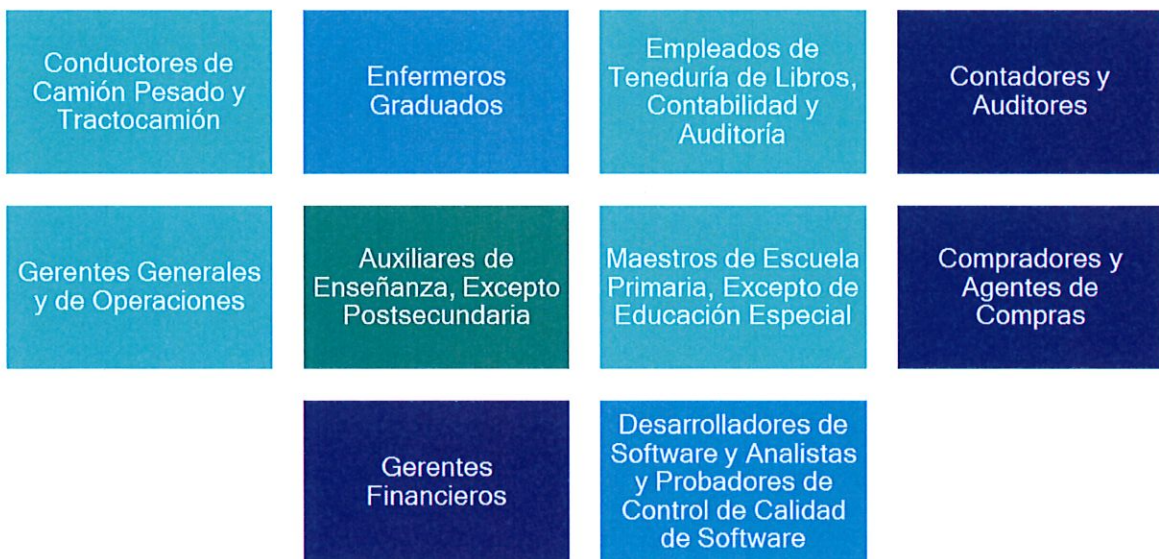 Conductores de
Camión Pesado y
Tractocamión
Enfermeros
Graduados
Empleados de
Teneduría de Libros,
Contabilidad y
Auditoría
Contadores y
Auditores
Gerentes Generales
y de Operaciones
Auxiliares de
Enseñanza, Excepto
Postsecundaria
Maestros de Escuela
Primaria, Excepto de
Educación Especial
Compradores y
Agentes de
Compras
Gerentes
Financieros
Desarrolladores de
Software y Analistas
y Probadores de
Control de Calidad
de Software